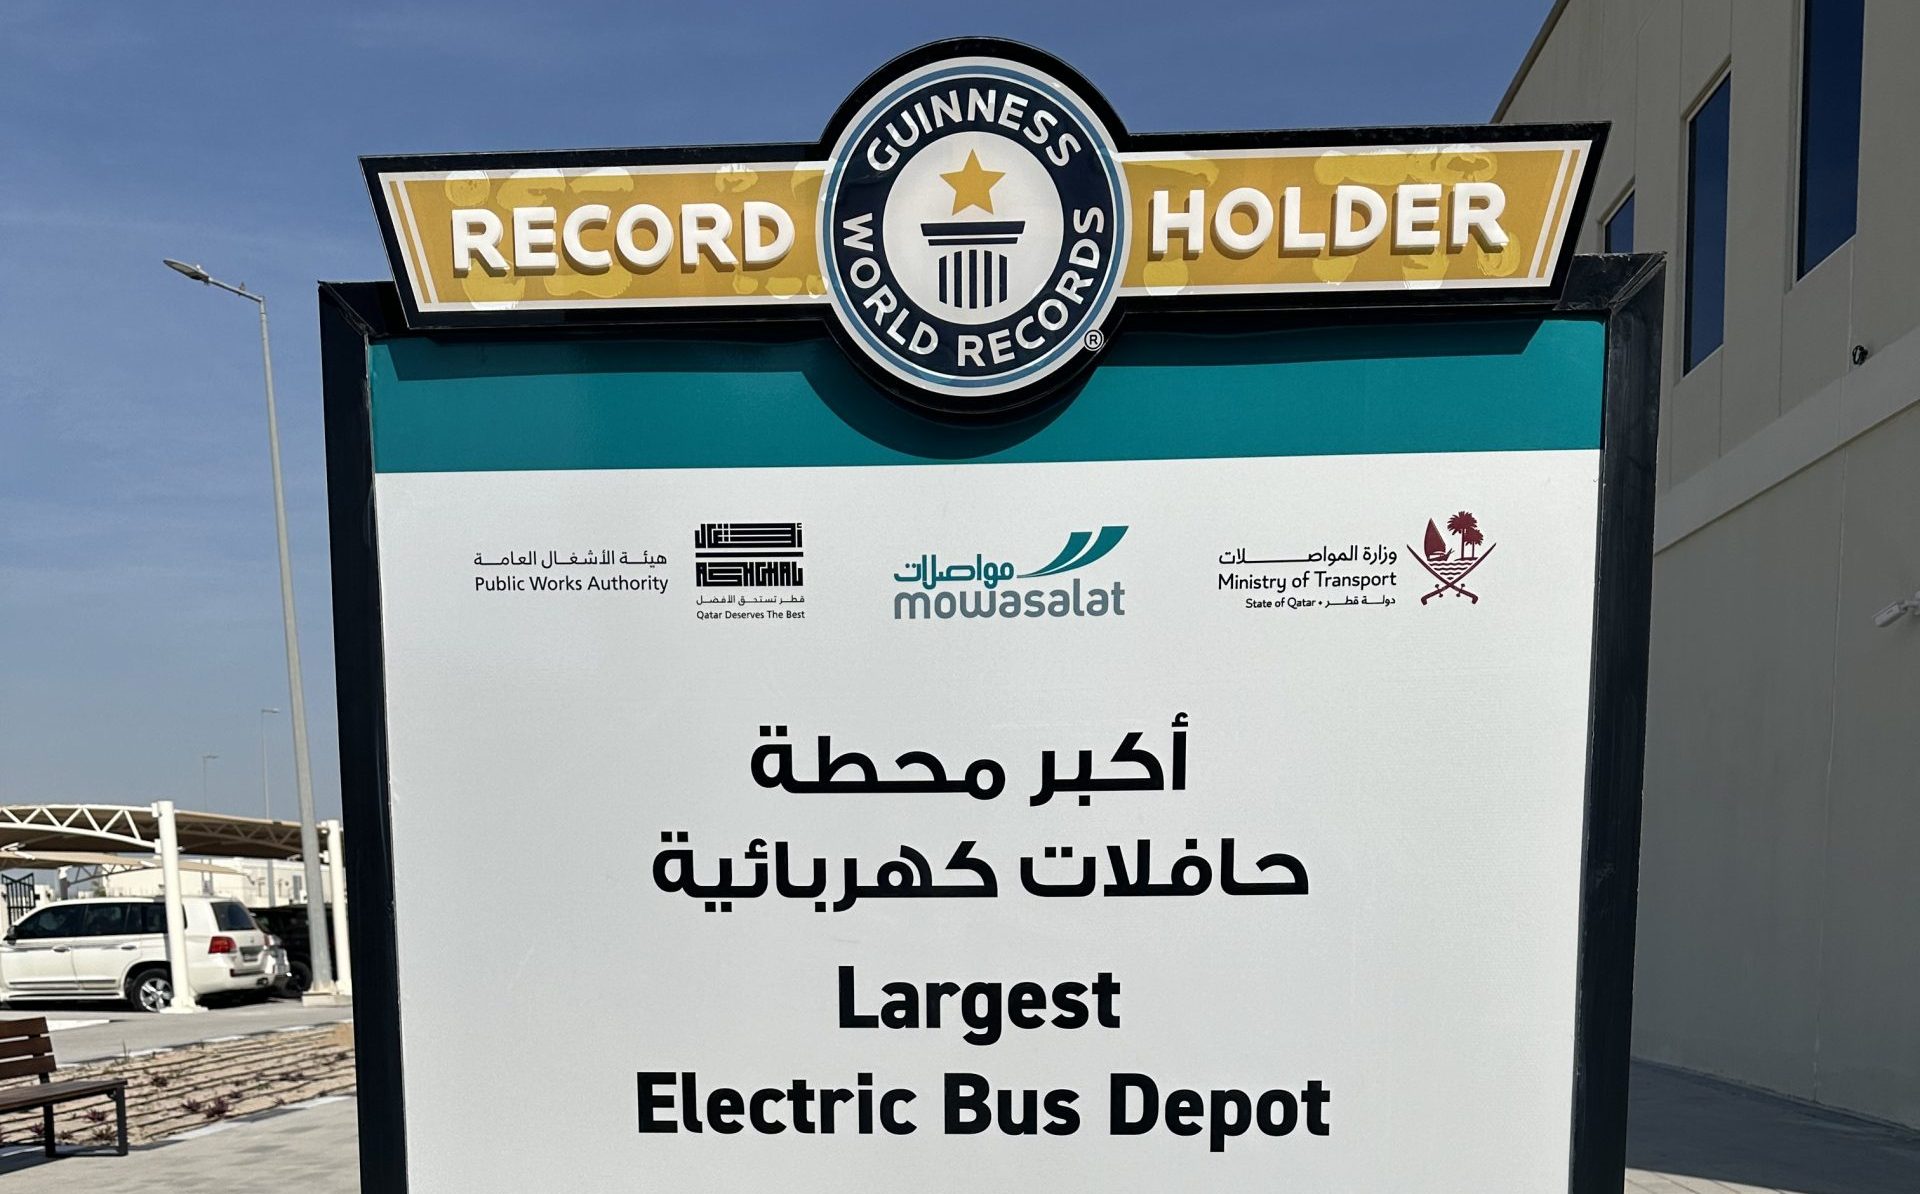 RECORD HOLDER
GUINNESS
WORLD RECORDS
®
هيئة الأشغال العامة
Public Works Authority
أشغال
ASHGHAL
قطر تستحق الأفضل
Qatar Deserves The Best
مواصلات
mowasalat
وزارة المواصلات
Ministry of Transport
State of Qatar • دولة قطر
أكبر محطة
حافلات كهربائية
Largest
Electric Bus Depot